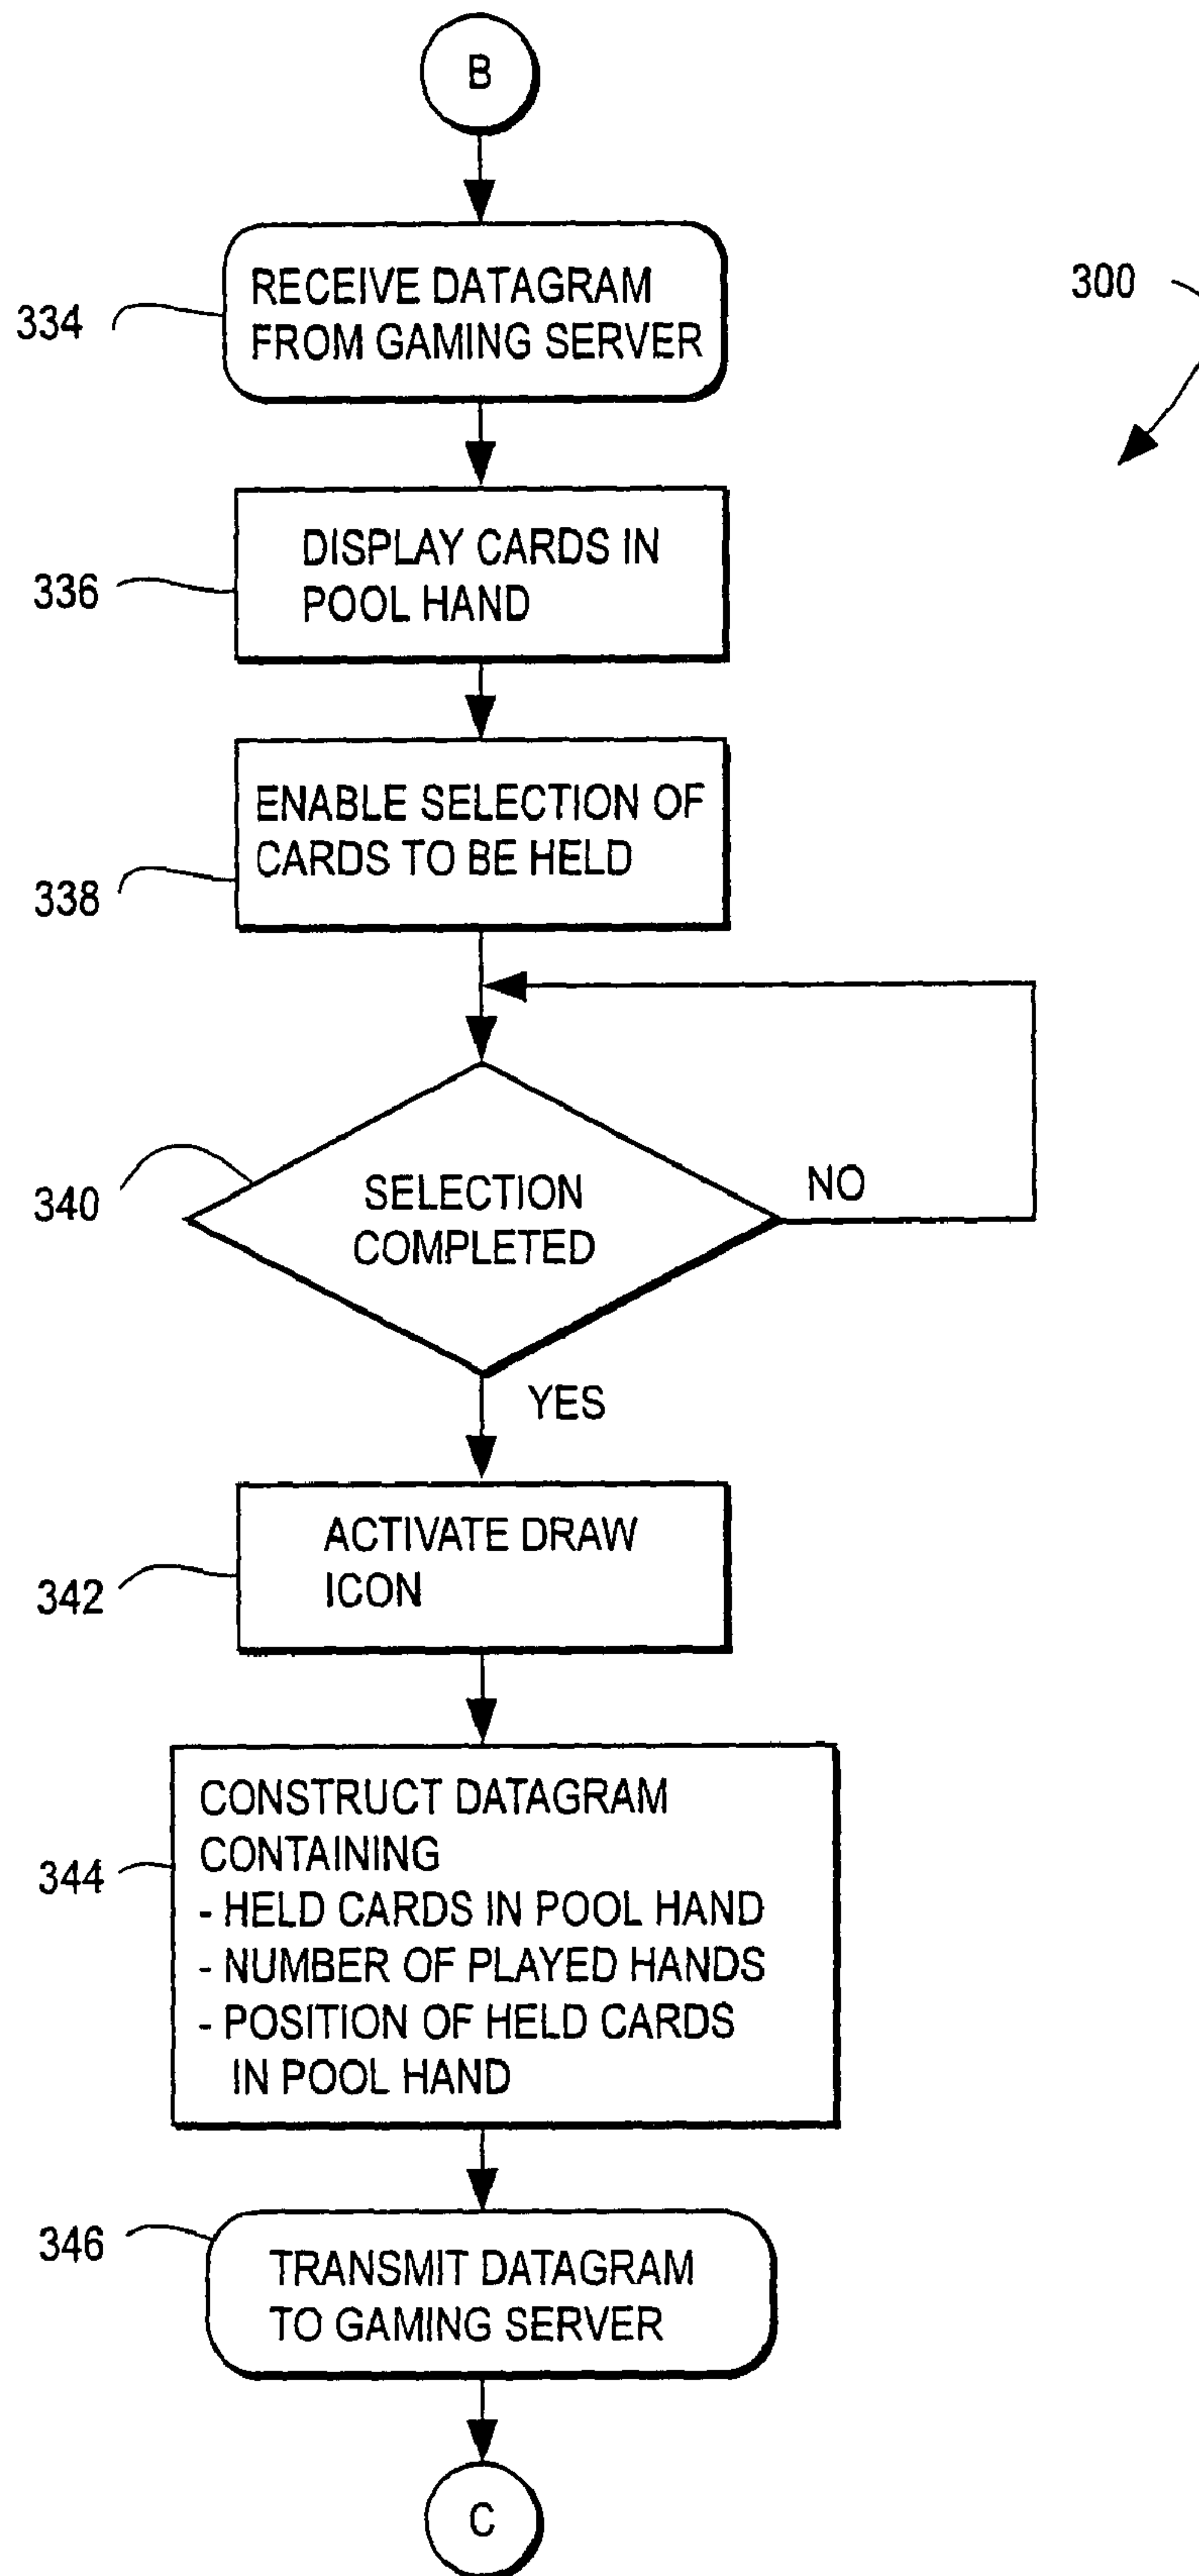 B
334
RECEIVE DATAGRAM
FROM GAMING SERVER
300
336
DISPLAY CARDS IN
POOL HAND
338
ENABLE SELECTION OF
CARDS TO BE HELD
340
SELECTION
COMPLETED
NO
YES
342
ACTIVATE DRAW
ICON
344
CONSTRUCT DATAGRAM
CONTAINING
- HELD CARDS IN POOL HAND
- NUMBER OF PLAYED HANDS
- POSITION OF HELD CARDS
IN POOL HAND
346
TRANSMIT DATAGRAM
TO GAMING SERVER
C